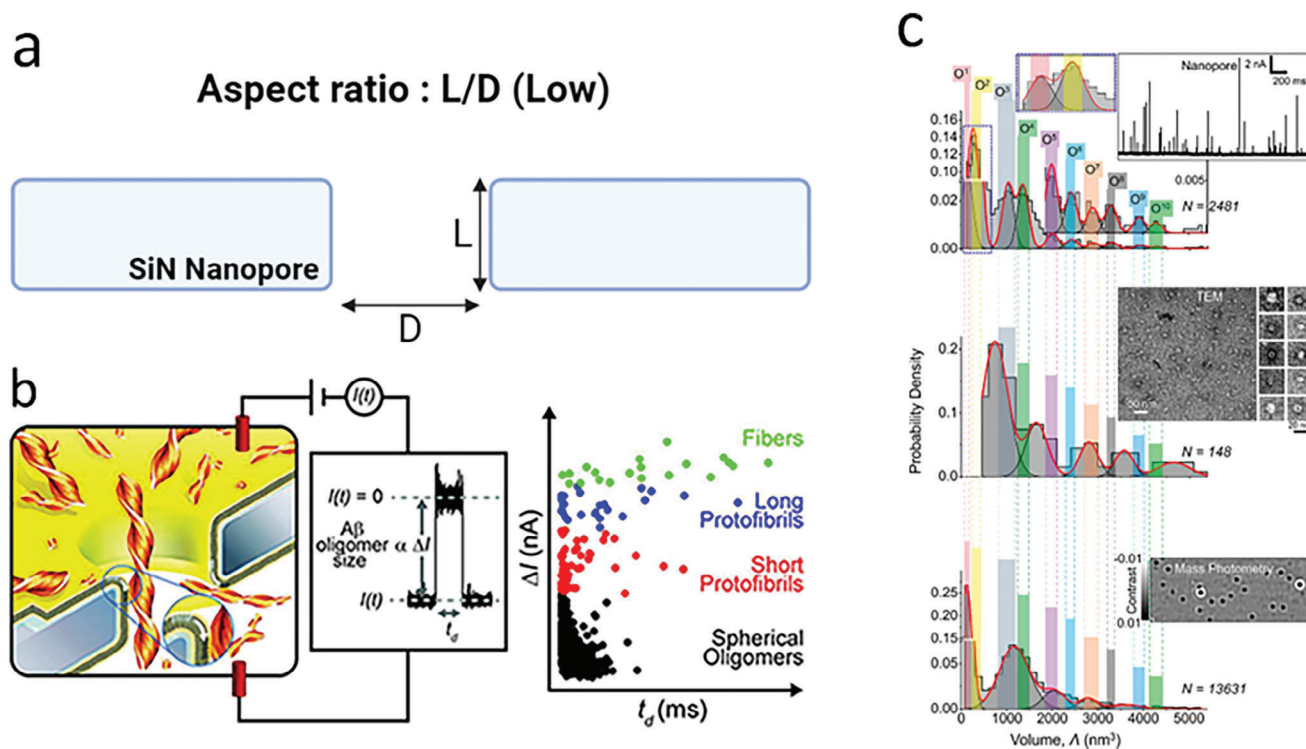 a
Aspect ratio : L/D (Low)
L
SiN Nanopore
D
b
I(t)
I(t) = 0
Aβ
oligomer α ΔI
size
I(t)
t_d
ΔI (nA)
Fibers
Long
Protofibrils
Short
Protofibrils
Spherical
Oligomers
t_d (ms)
c
O¹
O²
O³
O⁴
O⁵
O⁶
O⁷
O⁸
O⁹
O¹⁰
Nanopore
2 nA
200 ms
0.16
0.14
0.12
0.10
0.02
0.00
0.005
N = 2481
TEM
50 nm
0.2
0.1
0.0
N = 148
Probability Density
-0.01
Mass Photometry
Contrast
0.01
0.25
0.15
0.05
0.00
N = 13631
0 1000 2000 3000 4000 5000
Volume, Λ (nm³)